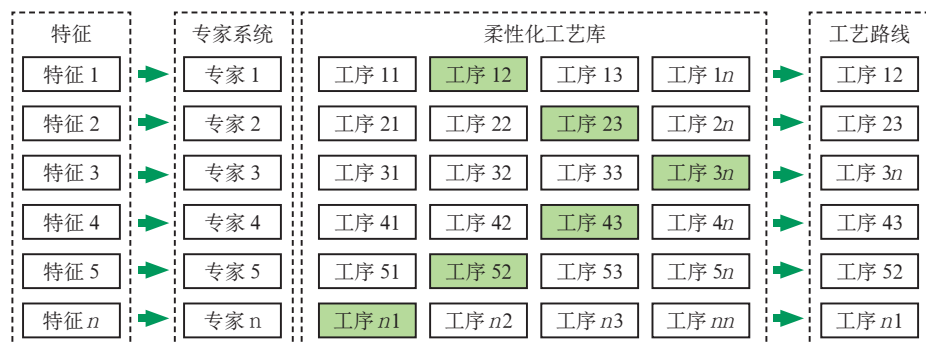 特征 专家系统 柔性化工艺库 工艺路线
特征 1 专家 1 工序 11 工序 12 工序 13 工序 1n 工序 12
特征 2 专家 2 工序 21 工序 22 工序 23 工序 2n 工序 23
特征 3 专家 3 工序 31 工序 32 工序 33 工序 3n 工序 3n
特征 4 专家 4 工序 41 工序 42 工序 43 工序 4n 工序 43
特征 5 专家 5 工序 51 工序 52 工序 53 工序 5n 工序 52
特征 n 专家 n 工序 n1 工序 n2 工序 n3 工序 nn 工序 n1